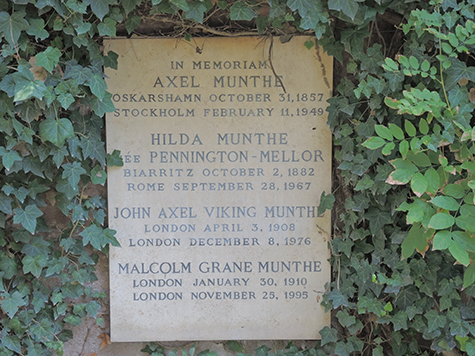 IN MEMORIAM
AXEL MUNTHE
OSKARSHAMN OCTOBER 31, 1857
STOCKHOLM FEBRUARY 11, 1949
HILDA MUNTHE
NÉE PENNINGTON-MELLOR
BIARRITZ OCTOBER 2, 1882
ROME SEPTEMBER 28, 1967
JOHN AXEL VIKING MUNTHE
LONDON APRIL 3, 1908
LONDON DECEMBER 8, 1976
MALCOLM GRANE MUNTHE
LONDON JANUARY 30, 1910
LONDON NOVEMBER 25, 1995